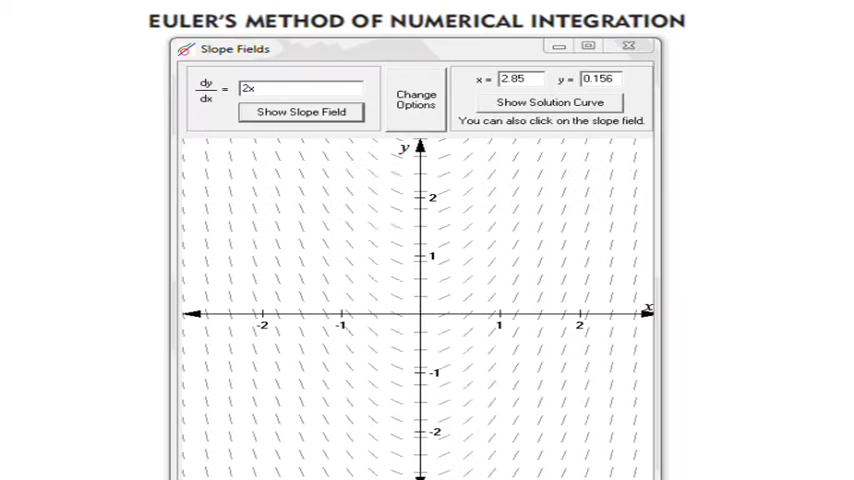 EULER'S METHOD OF NUMERICAL INTEGRATION
Slope Fields
dy
dx
= 2x
Show Slope Field
Change
Options
x = 2.85 y = 0.156
Show Solution Curve
You can also click on the slope field.
y
2
1
x
-2 -1 1 2
-1
-2